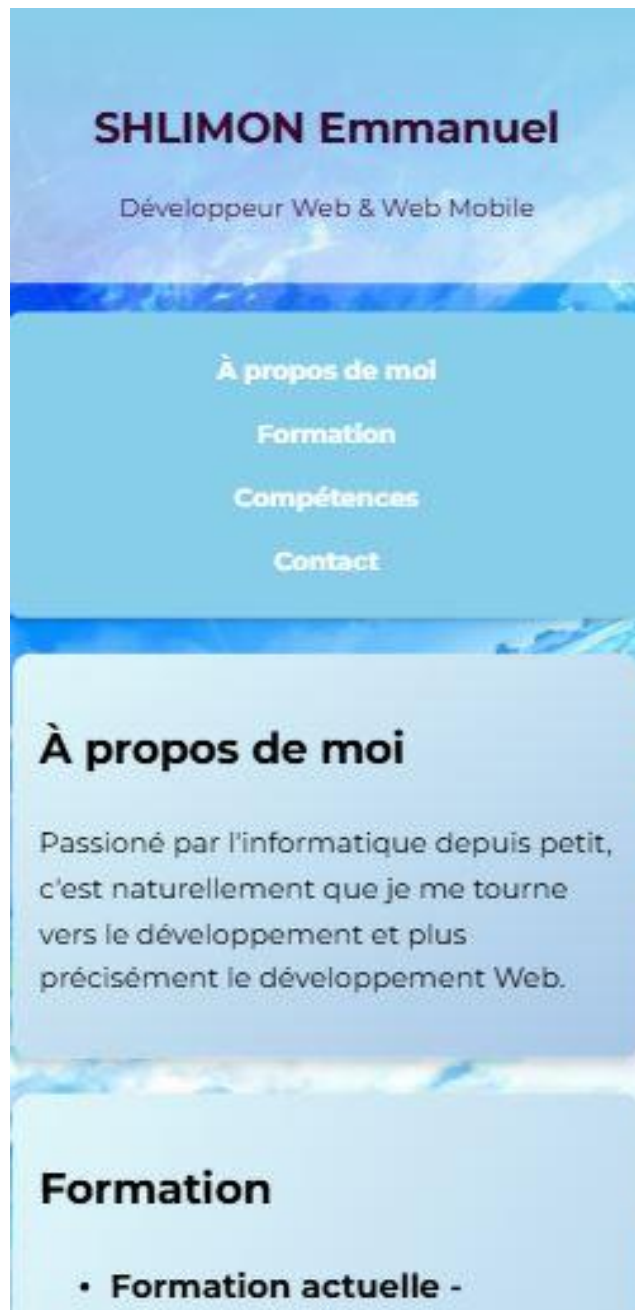 SHLIMON Emmanuel
Développeur Web & Web Mobile
À propos de moi
Formation
Compétences
Contact
À propos de moi
Passioné par l'informatique depuis petit,
c'est naturellement que je me tourne
vers le développement et plus
précisément le développement Web.
Formation
• Formation actuelle -